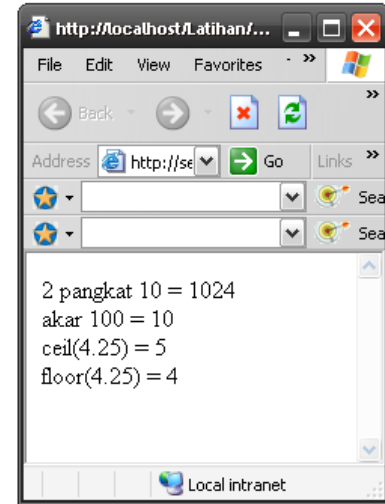 http://localhost/Latihan/...
File Edit View Favorites »
Back »
Address http://se Go Links »
Sea
Sea
2 pangkat 10 = 1024
akar 100 = 10
ceil(4.25) = 5
floor(4.25) = 4
Local intranet